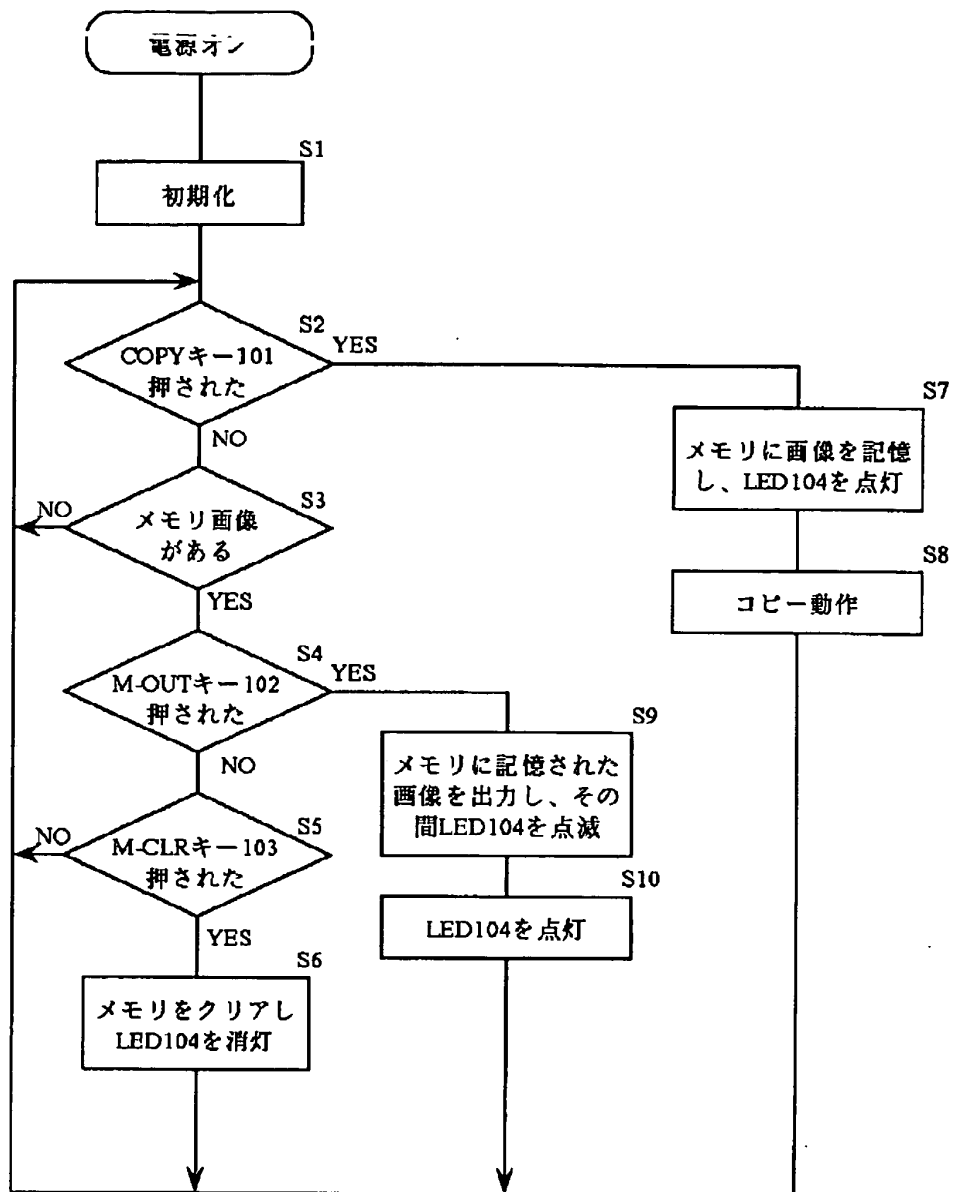 電源オン
S1
初期化
S2
COPYキー101
押された
YES
NO
S3
メモリ画像
がある
NO
YES
S4
M-OUTキー102
押された
YES
NO
S5
M-CLRキー103
押された
NO
YES
S6
メモリをクリアし
LED104を消灯
S7
メモリに画像を記憶
し、LED104を点灯
S8
コピー動作
S9
メモリに記憶された
画像を出力し、その
間LED104を点滅
S10
LED104を点灯